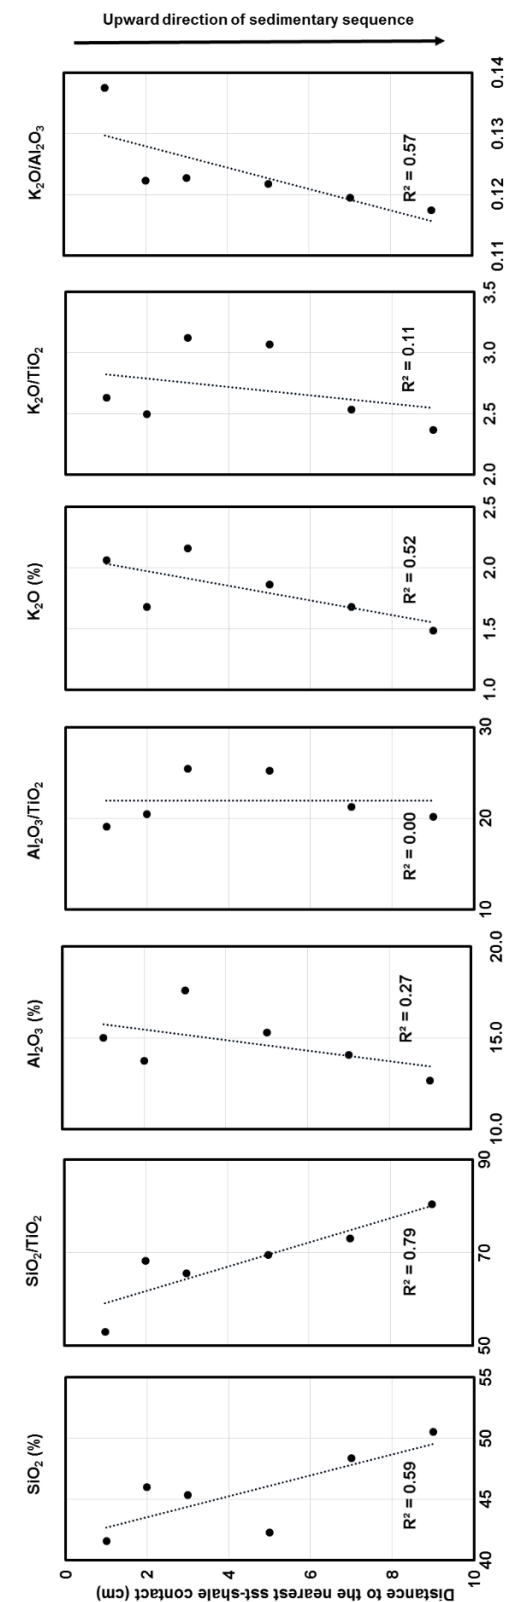 Upward direction of sedimentary sequence
K₂O/Al₂O₃
R² = 0.57
0.11 0.12 0.13 0.14
K₂O/TiO₂
R² = 0.11
2.0 2.5 3.0 3.5
K₂O (%)
R² = 0.52
1.0 1.5 2.0 2.5
Al₂O₃/TiO₂
R² = 0.00
10 20 30
Al₂O₃ (%)
R² = 0.27
10.0 15.0 20.0
SiO₂/TiO₂
R² = 0.79
50 70 90
SiO₂ (%)
R² = 0.59
40 45 50 55
0 2 4 6 8 10
Distance to the nearest sst-shale contact (cm)